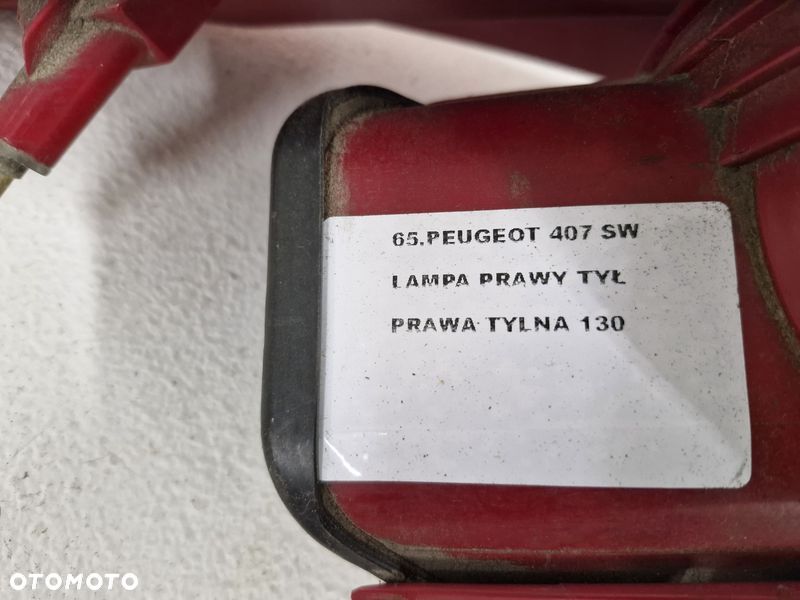 65.PEUGEOT 407 SW
LAMPA PRAWY TYŁ
PRAWA TYLNA 130
OTOMOTO